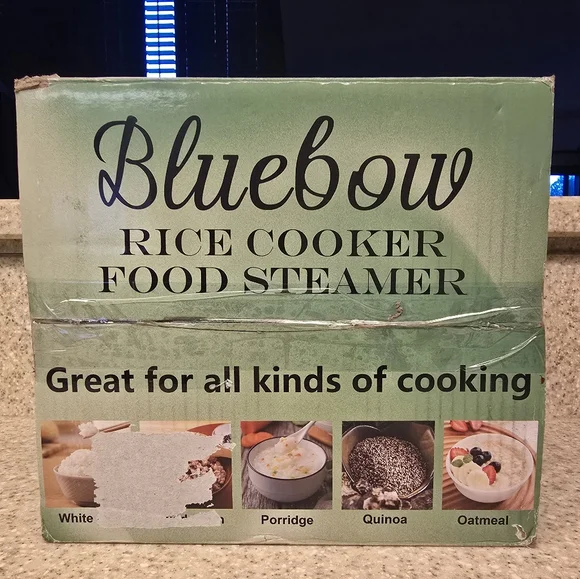 Bluebow
RICE COOKER
FOOD STEAMER
Great for all kinds of cooking
White
Porridge
Quinoa
Oatmeal